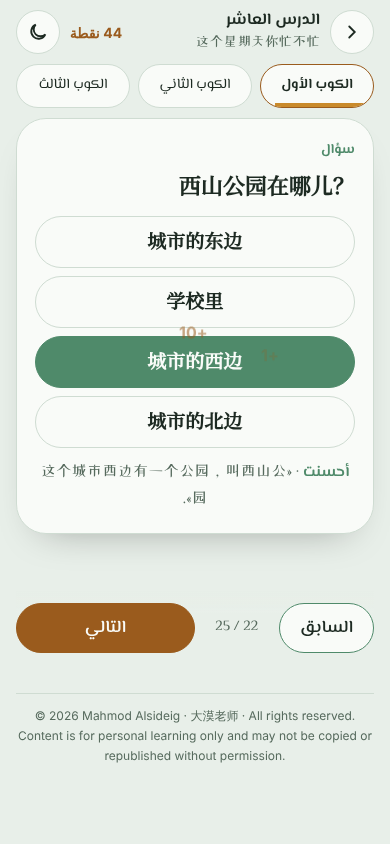 الدرس العاشر
这个星期天你忙不忙
44 نقطة
الكوب الأول
الكوب الثاني
الكوب الثالث
سؤال
西山公园在哪儿？
城市的东边
学校里
10+
城市的西边
1+
城市的北边
أحسنت · «这个城市西边有一个公园，叫西山公园».
السابق
25 / 22
التالي
© 2026 Mahmod Alsideig · 大漠老师 · All rights reserved.
Content is for personal learning only and may not be copied or
republished without permission.